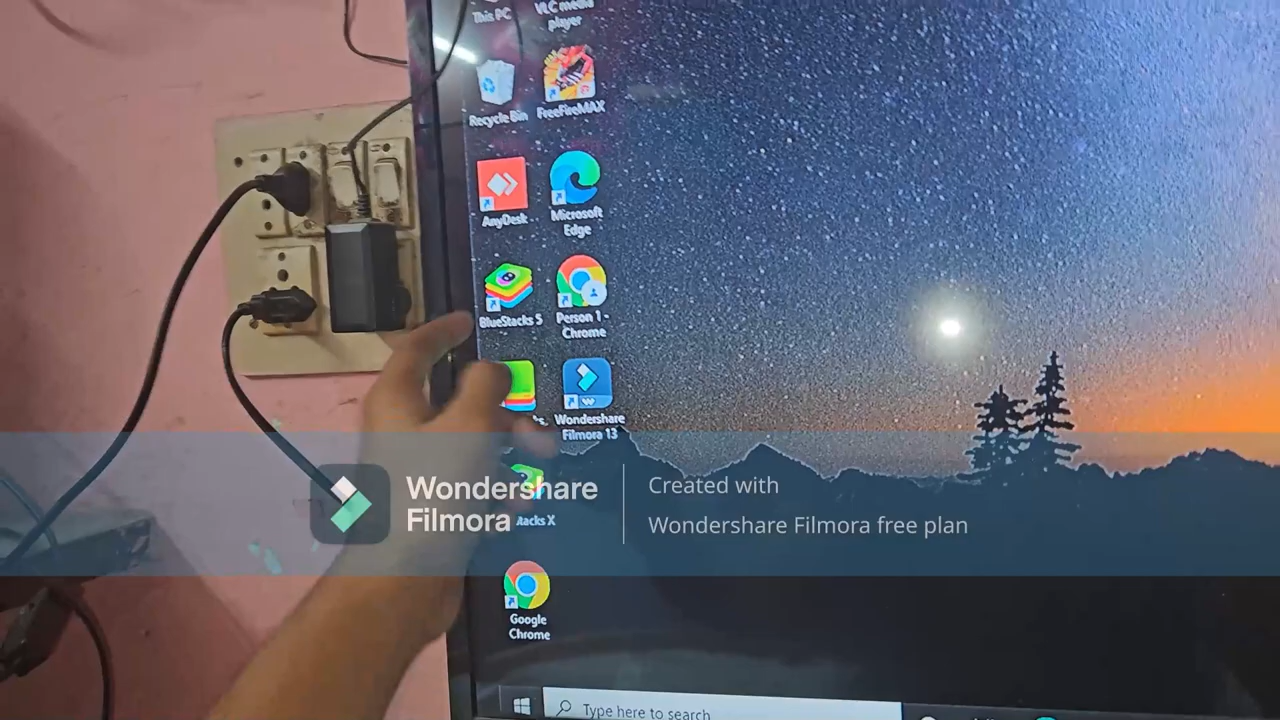 This PC
VLC media
player
Recycle Bin
FreeFireMAX
AnyDesk
Microsoft
Edge
BlueStacks 5
Person 1 -
Chrome
Wondershare
Filmora 13
Wondershare
Filmora
Created with
Wondershare Filmora free plan
acks X
Google
Chrome
Type here to search